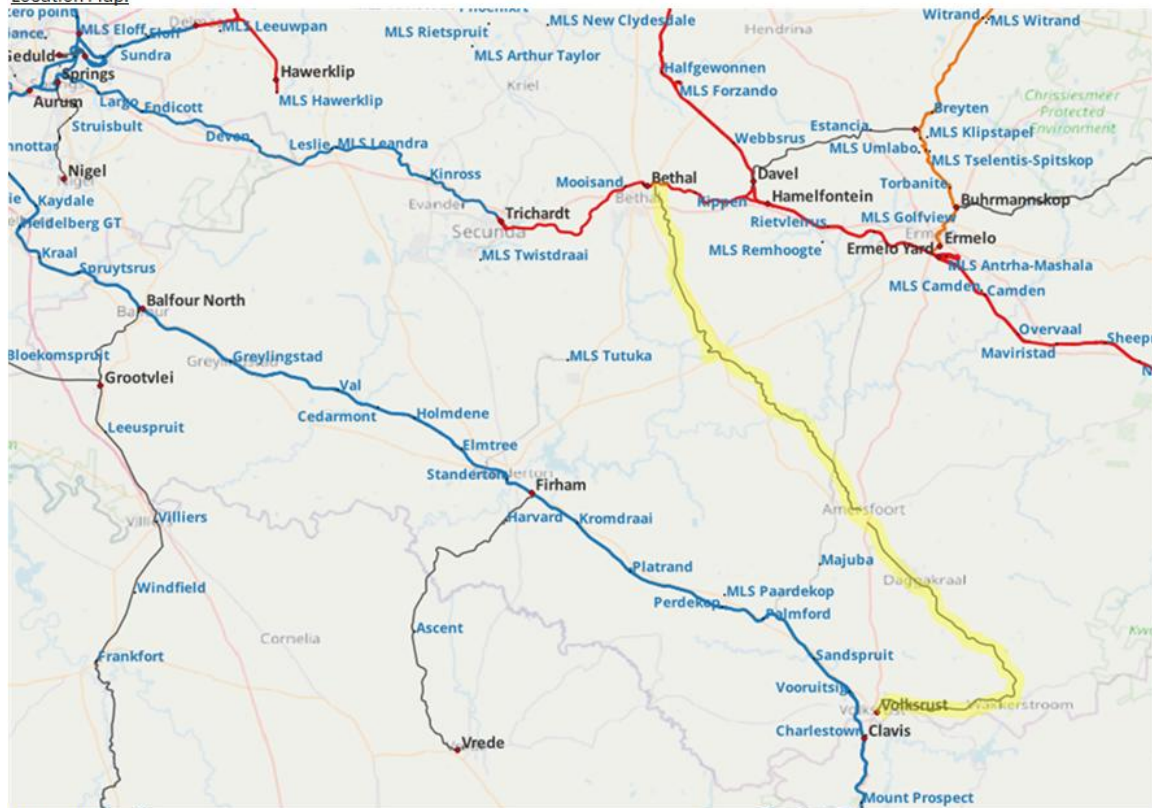 Location Map:
MLS Eloff
Eloff
MLS Leeuwpan
MLS New Clydesdale
Hendrina
Witrand
MLS Witrand
MLS Rietspruit
MLS Arthur Taylor
Sundra
Geduld
Springs
Hawerklip
MLS Hawerklip
Kriel
Halfgewonnen
MLS Forzando
Chrissiesmeer
Protected
Environment
Aurum
Largo
Endicott
Struisbult
Devon
Leslie
MLS Leandra
Webbsrus
Estancia
Breyten
MLS Klipstapel
MLS Umlabo
MLS Tselentis-Spitskop
Nigel
Kinross
Evander
Mooisand
Bethal
Davel
Torbanite
Kaydale
Heidelberg GT
Trichardt
Secunda
Rippen
Hamelfontein
Rietvleirus
MLS Golfview
Buhrmannskop
Kraal
Spruytsrus
MLS Twistdraai
MLS Remhoogte
Ermelo Yard
Ermelo
MLS Antrha-Mashala
MLS Camden
Camden
Balfour North
Balfour
Overvaal
Maviristad
Bloekomspruit
Greylingstad
Greylingstad
MLS Tutuka
Grootvlei
Val
Cedarmont
Holmdene
Leeuspruit
Elmtree
Standerton
Firham
Villiers
Harvard
Kromdraai
Amersfoort
Majuba
Daggakraal
Windfield
Platrand
MLS Paardekop
Perdekop
Palmford
Cornelia
Ascent
Frankfort
Sandspruit
Vooruitsig
Volksrust
Wakkerstroom
Charlestown
Clavis
Vrede
Mount Prospect